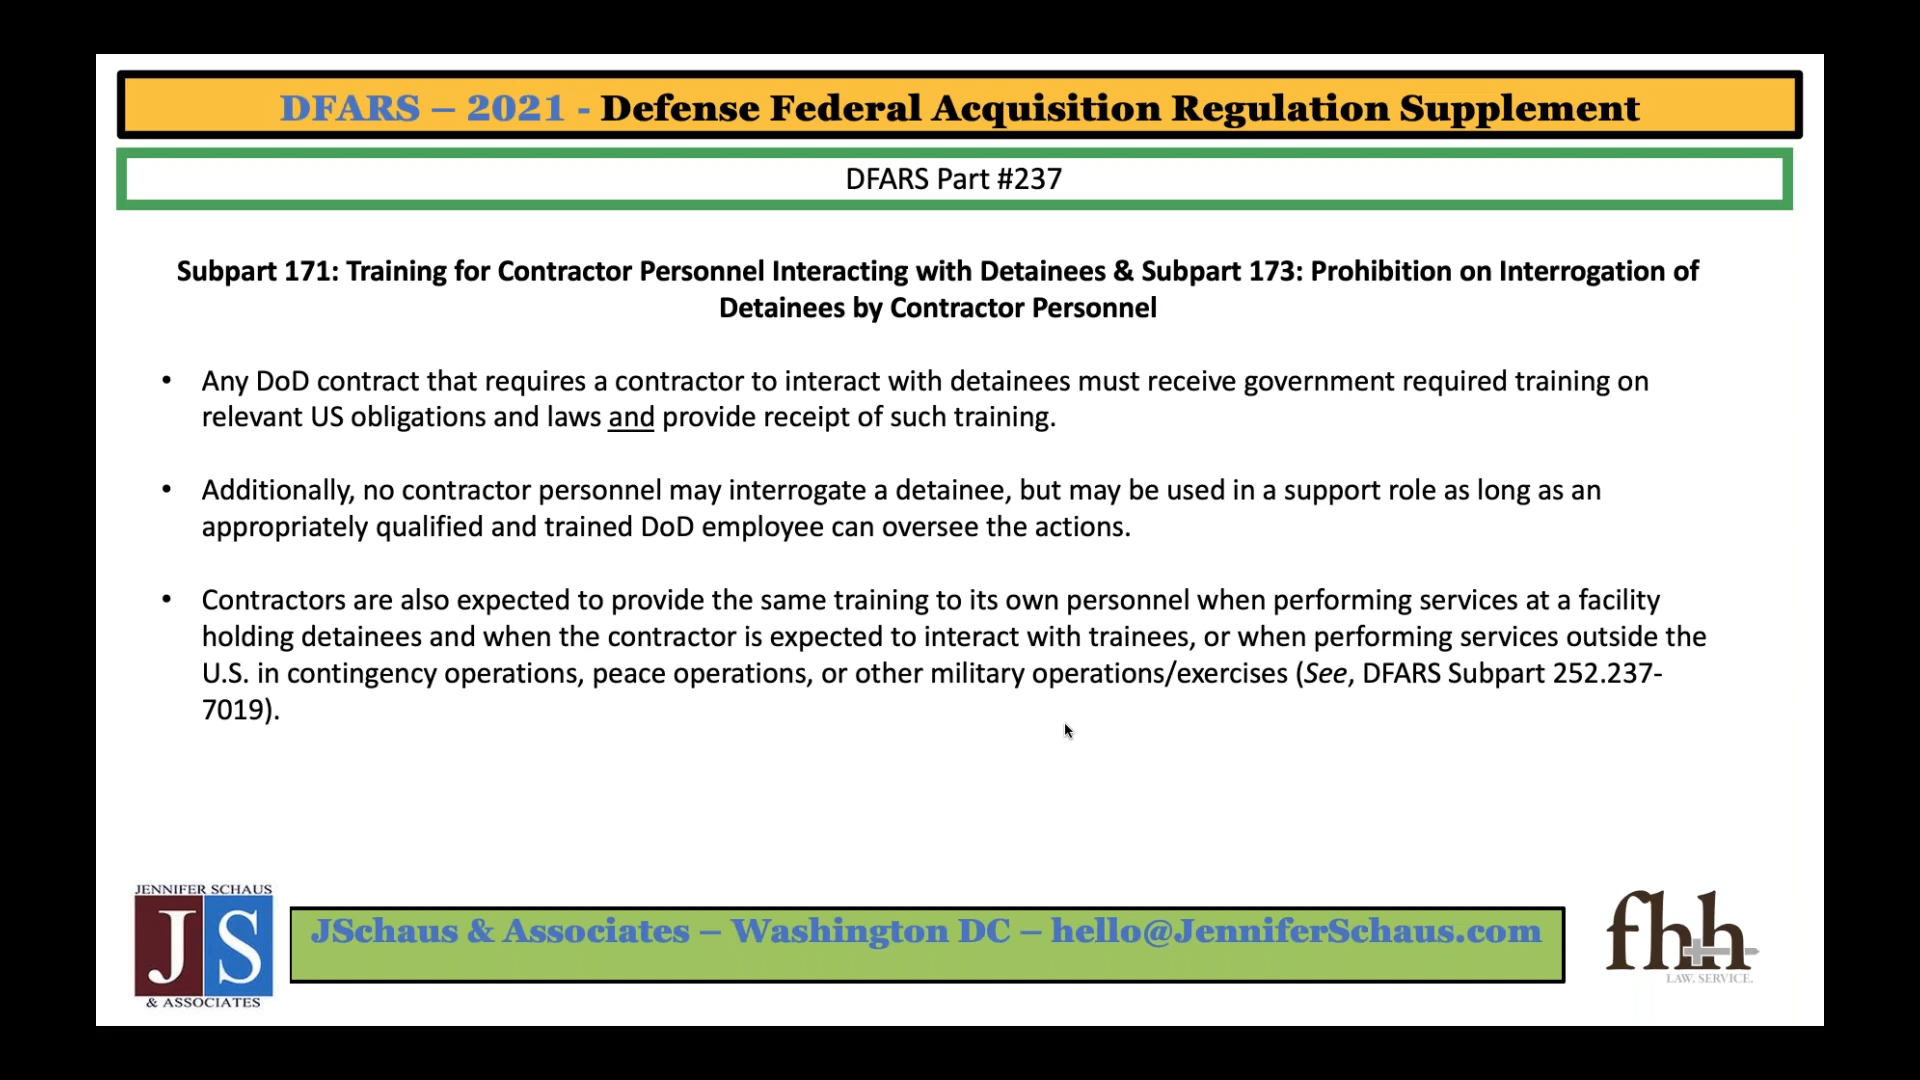 DFARS – 2021 - Defense Federal Acquisition Regulation Supplement
DFARS Part #237
Subpart 171: Training for Contractor Personnel Interacting with Detainees & Subpart 173: Prohibition on Interrogation of
Detainees by Contractor Personnel
• Any DoD contract that requires a contractor to interact with detainees must receive government required training on
relevant US obligations and laws and provide receipt of such training.
• Additionally, no contractor personnel may interrogate a detainee, but may be used in a support role as long as an
appropriately qualified and trained DoD employee can oversee the actions.
• Contractors are also expected to provide the same training to its own personnel when performing services at a facility
holding detainees and when the contractor is expected to interact with trainees, or when performing services outside the
U.S. in contingency operations, peace operations, or other military operations/exercises (See, DFARS Subpart 252.237-
7019).
JENNIFER SCHAUS
JS
& ASSOCIATES
JSchaus & Associates – Washington DC – hello@JenniferSchaus.com
fhh
LAW. SERVICE.